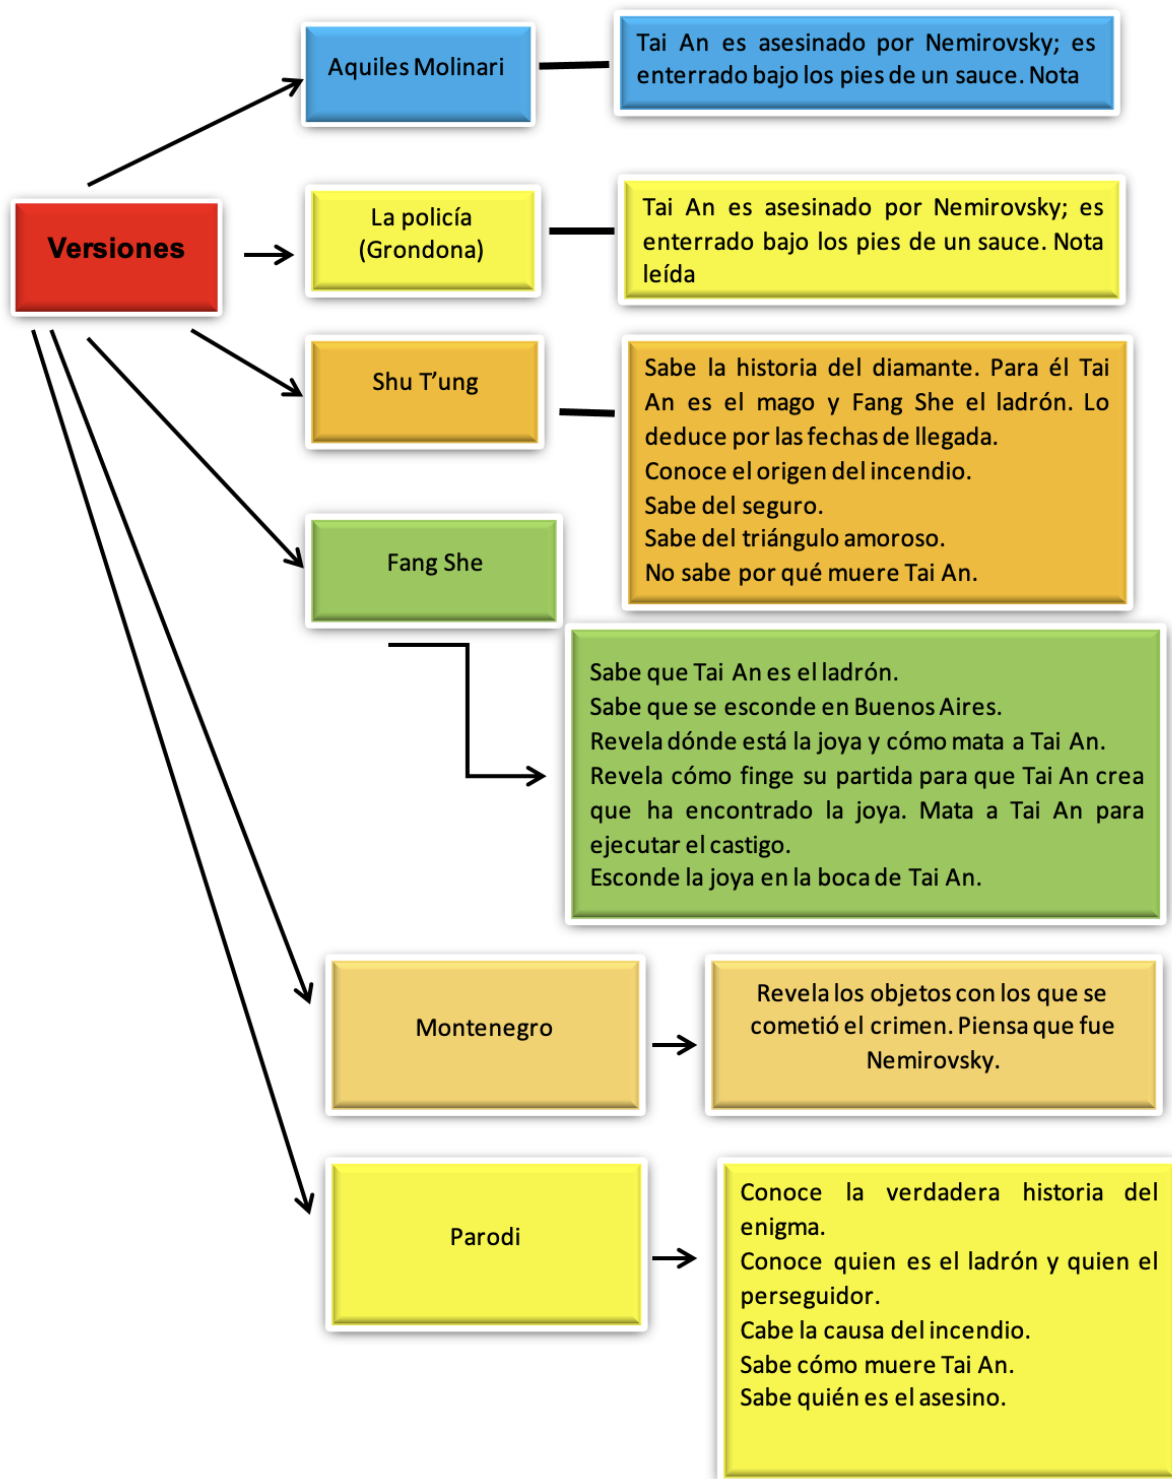 Aquiles Molinari
Tai An es asesinado por Nemirovsky; es
enterrado bajo los pies de un sauce. Nota
Versiones
La policía
(Grondona)
Tai An es asesinado por Nemirovsky; es
enterrado bajo los pies de un sauce. Nota
leída
Shu T’ung
Sabe la historia del diamante. Para él Tai
An es el mago y Fang She el ladrón. Lo
deduce por las fechas de llegada.
Conoce el origen del incendio.
Sabe del seguro.
Sabe del triángulo amoroso.
No sabe por qué muere Tai An.
Fang She
Sabe que Tai An es el ladrón.
Sabe que se esconde en Buenos Aires.
Revela dónde está la joya y cómo mata a Tai An.
Revela cómo finge su partida para que Tai An crea
que ha encontrado la joya. Mata a Tai An para
ejecutar el castigo.
Esconde la joya en la boca de Tai An.
Montenegro
Revela los objetos con los que se
cometió el crimen. Piensa que fue
Nemirovsky.
Parodi
Conoce la verdadera historia del
enigma.
Conoce quien es el ladrón y quien el
perseguidor.
Cabe la causa del incendio.
Sabe cómo muere Tai An.
Sabe quién es el asesino.